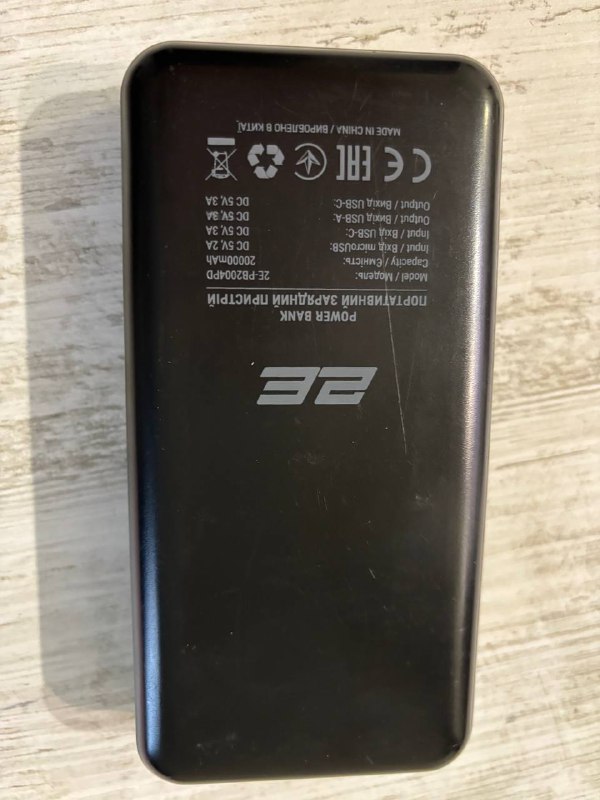 2E
POWER BANK
ПОРТАТИВНИЙ ЗАРЯДНИЙ ПРИСТРІЙ
Model / Модель: 2E-PB2004PD
Capacity / Ємність: 20000mAh
Input / Вхід microUSB: DC 5V, 2A
Input / Вхід USB-C: DC 5V, 3A
Output / Вихід USB-A: DC 5V, 3A
Output / Вихід USB-C: DC 5V, 3A
CE EAC
MADE IN CHINA / ВИРОБЛЕНО В КИТАЇ